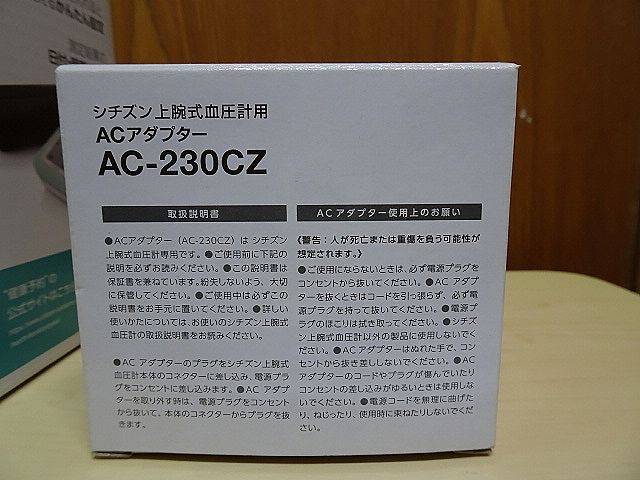 シチズン上腕式血圧計用
ACアダプター
AC-230CZ
取扱説明書
●ACアダプター（AC-230CZ）は シチズン
上腕式血圧計専用です。●ご使用前に下記の
説明を必ずお読みください。●この説明書は
保証書を兼ねています。紛失しないよう、大切
に保管してください。●ご使用中は必ずこの
説明書をお手元に置いてください。●詳しい
使いかたについては、お使いのシチズン上腕式
血圧計の取扱説明書をお読みください。
●AC アダプターのプラグをシチズン上腕式
血圧計本体のコネクターに差し込み、電源プラ
グをコンセントに差し込みます。●AC アダプ
ターを取り外す時は、電源プラグをコンセント
から抜いて、本体のコネクターからプラグを抜
きます。
ACアダプター使用上のお願い
〈警告：人が死亡または重傷を負う可能性が
想定されます。〉
●ご使用にならないときは、必ず電源プラグを
コンセントから抜いてください。●AC アダプ
ターを抜くときはコードを引っ張らず、必ず電
源プラグを持って抜いてください。●電源プ
ラグのほこりは拭き取ってください。●シチズ
ン上腕式血圧計以外の製品に使用しないでく
ださい。●AC アダプターはぬれた手で、コン
セントから抜き差ししないでください。●AC
アダプターのコードやプラグが傷んでいたり
コンセントの差し込みがゆるいときは使用しな
いでください。●電源コードを無理に曲げた
り、ねじったり、使用時に束ねたりしないでくだ
さい。